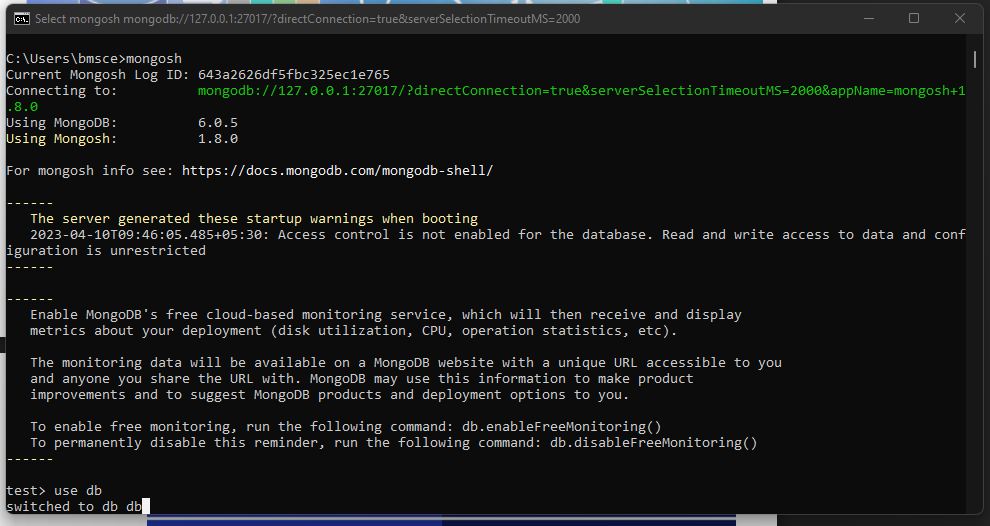 Select mongosh mongodb://127.0.0.1:27017/?directConnection=true&serverSelectionTimeoutMS=2000
C:\Users\bmsce>mongosh
Current Mongosh Log ID: 643a2626df5fbc325ec1e765
Connecting to:          mongodb://127.0.0.1:27017/?directConnection=true&serverSelectionTimeoutMS=2000&appName=mongosh+1
.8.0
Using MongoDB:          6.0.5
Using Mongosh:          1.8.0
For mongosh info see: https://docs.mongodb.com/mongodb-shell/
------
   The server generated these startup warnings when booting
   2023-04-10T09:46:05.485+05:30: Access control is not enabled for the database. Read and write access to data and conf
iguration is unrestricted
------
------
   Enable MongoDB's free cloud-based monitoring service, which will then receive and display
   metrics about your deployment (disk utilization, CPU, operation statistics, etc).
   The monitoring data will be available on a MongoDB website with a unique URL accessible to you
   and anyone you share the URL with. MongoDB may use this information to make product
   improvements and to suggest MongoDB products and deployment options to you.
   To enable free monitoring, run the following command: db.enableFreeMonitoring()
   To permanently disable this reminder, run the following command: db.disableFreeMonitoring()
------
test> use db
switched to db db